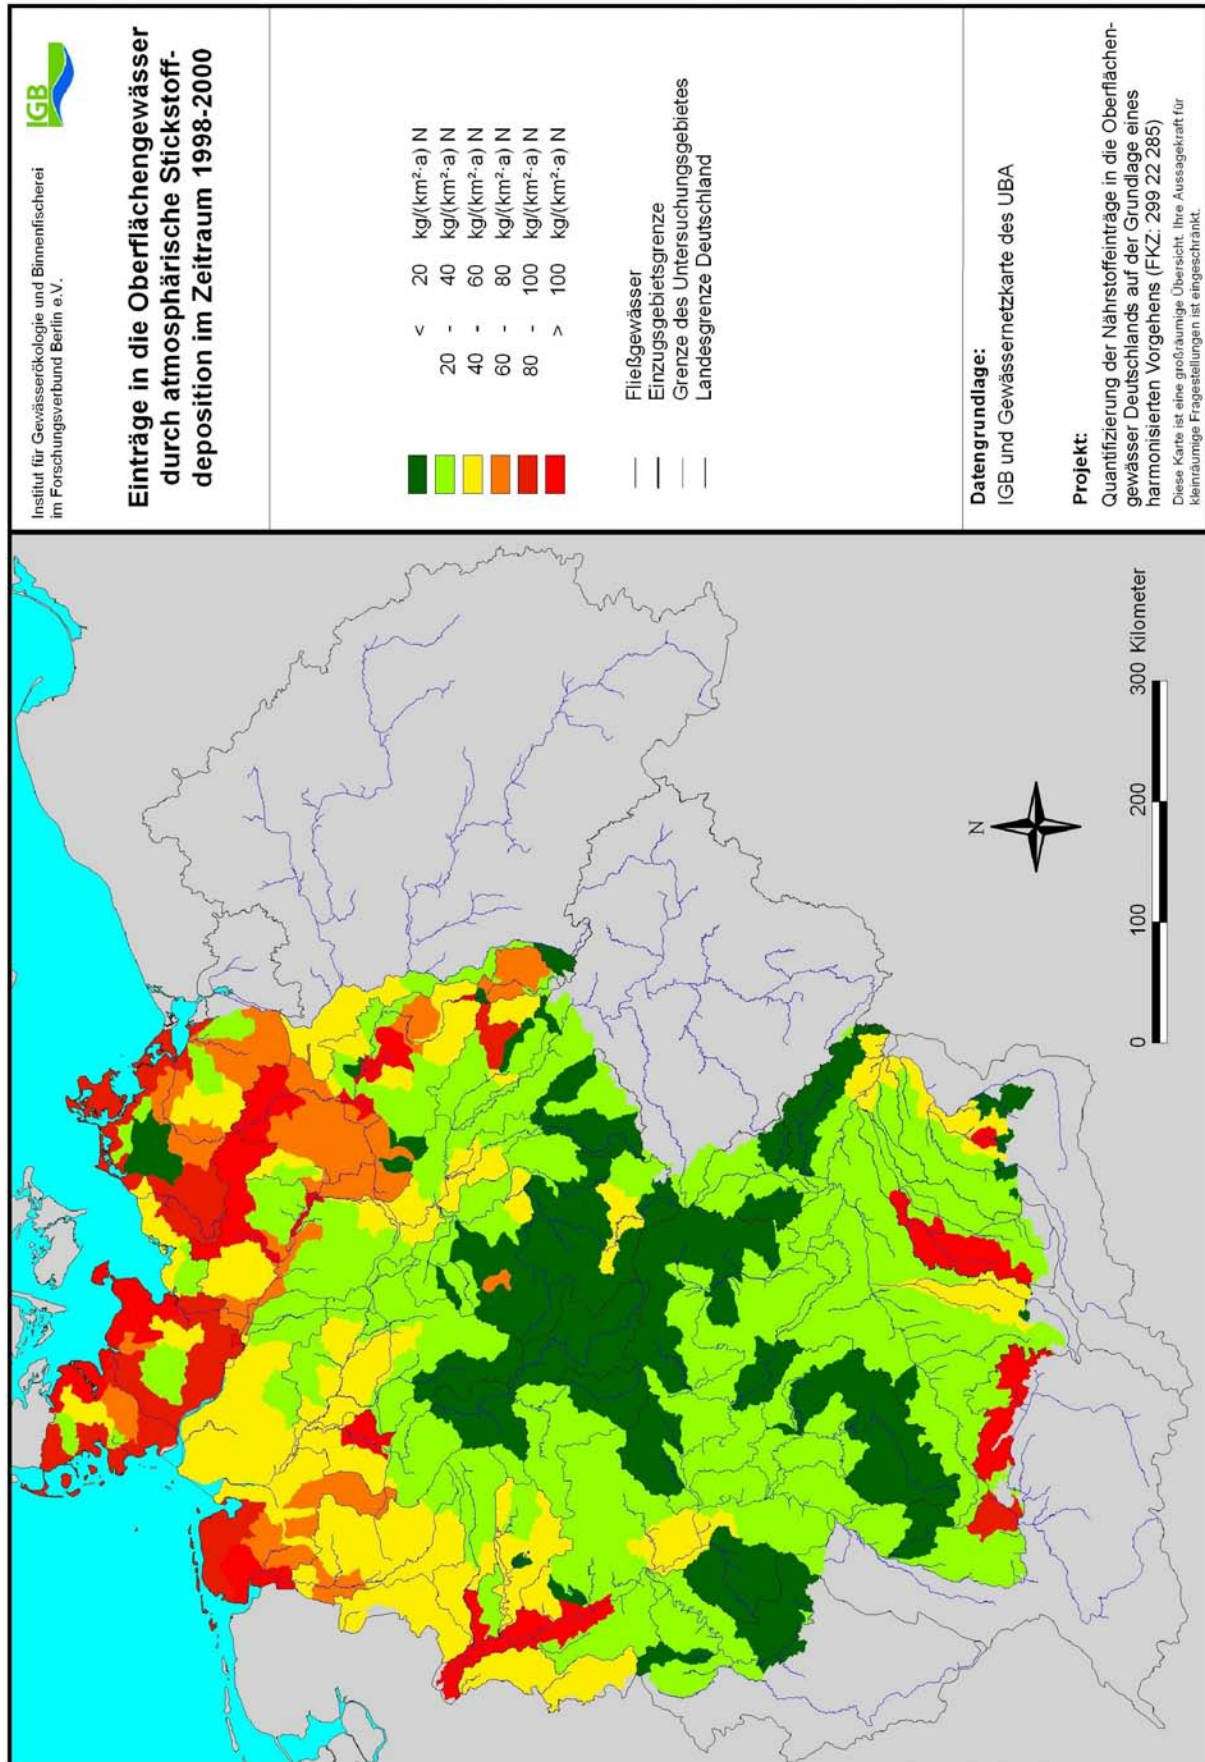 IGB
Institut für Gewässerökologie und Binnenfischerei
im Forschungsverbund Berlin e.V.
Einträge in die Oberflächengewässer
durch atmosphärische Stickstoff-
deposition im Zeitraum 1998-2000
< 20 kg/(km²·a) N
20 - 40 kg/(km²·a) N
40 - 60 kg/(km²·a) N
60 - 80 kg/(km²·a) N
80 - 100 kg/(km²·a) N
> 100 kg/(km²·a) N
Fließgewässer
Einzugsgebietsgrenze
Grenze des Untersuchungsgebietes
Landesgrenze Deutschland
Datengrundlage:
IGB und Gewässernetzkarte des UBA
Projekt:
Quantifizierung der Nährstoffeinträge in die Oberflächen-
gewässer Deutschlands auf der Grundlage eines
harmonisierten Vorgehens (FKZ: 299 22 285)
Diese Karte ist eine großräumige Übersicht. Ihre Aussagekraft für
kleinräumige Fragestellungen ist eingeschränkt.
N
0 100 200 300 Kilometer